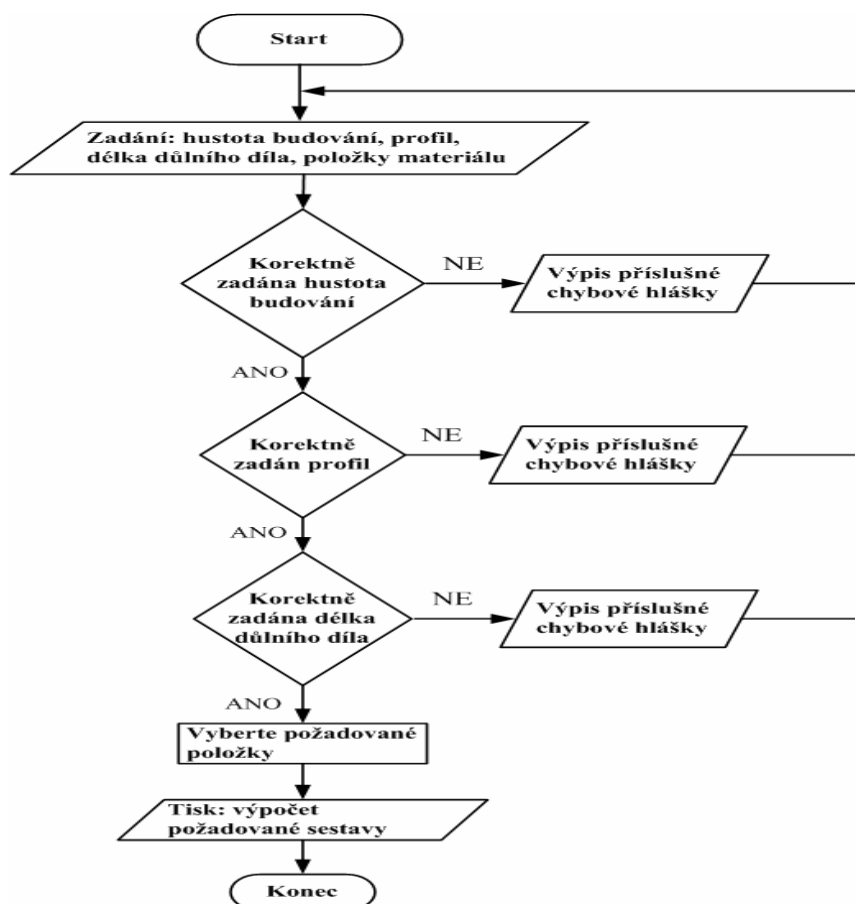 Start
Zadání: hustota budování, profil,
délka důlního díla, položky materiálu
Korektně
zadána hustota
budování
NE
Výpis příslušné
chybové hlášky
ANO
Korektně
zadán profil
NE
Výpis příslušné
chybové hlášky
ANO
Korektně
zadána délka
důlního díla
NE
Výpis příslušné
chybové hlášky
ANO
Vyberte požadované
položky
Tisk: výpočet
požadované sestavy
Konec